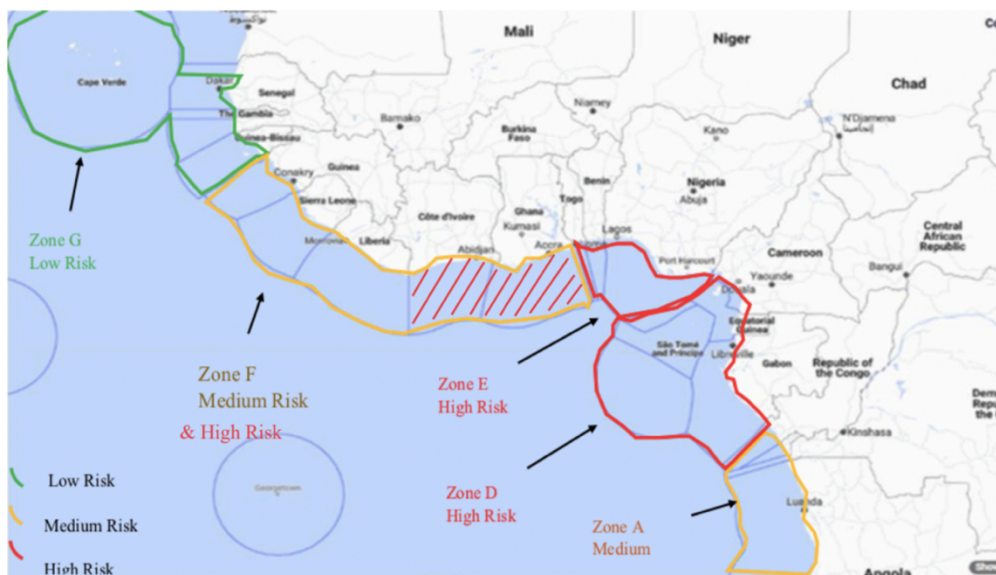 Mali
Niger
Chad
Cape Verde
Dakar
Senegal
The Gambia
Guinea-Bissau
Bamako
Niamey
Burkina
Faso
Kano
N'Djamena
انجامينا
Guinea
Conakry
Sierra Leone
Benin
Togo
Nigeria
Abuja
Côte d'Ivoire
Ghana
Kumasi
Liberia
Abidjan
Accra
Lagos
Port Harcourt
Cameroon
Central
African
Republic
Bangui
Yaounde
Douala
Zone G
Low Risk
Equatorial
Guinea
São Tomé
and Príncipe
Libreville
Gabon
Republic of
the Congo
Zone F
Medium Risk
& High Risk
Zone E
High Risk
Kinshasa
Zone D
High Risk
Georgetown
Luanda
Zone A
Medium
Angola
Low Risk
Medium Risk
High Risk